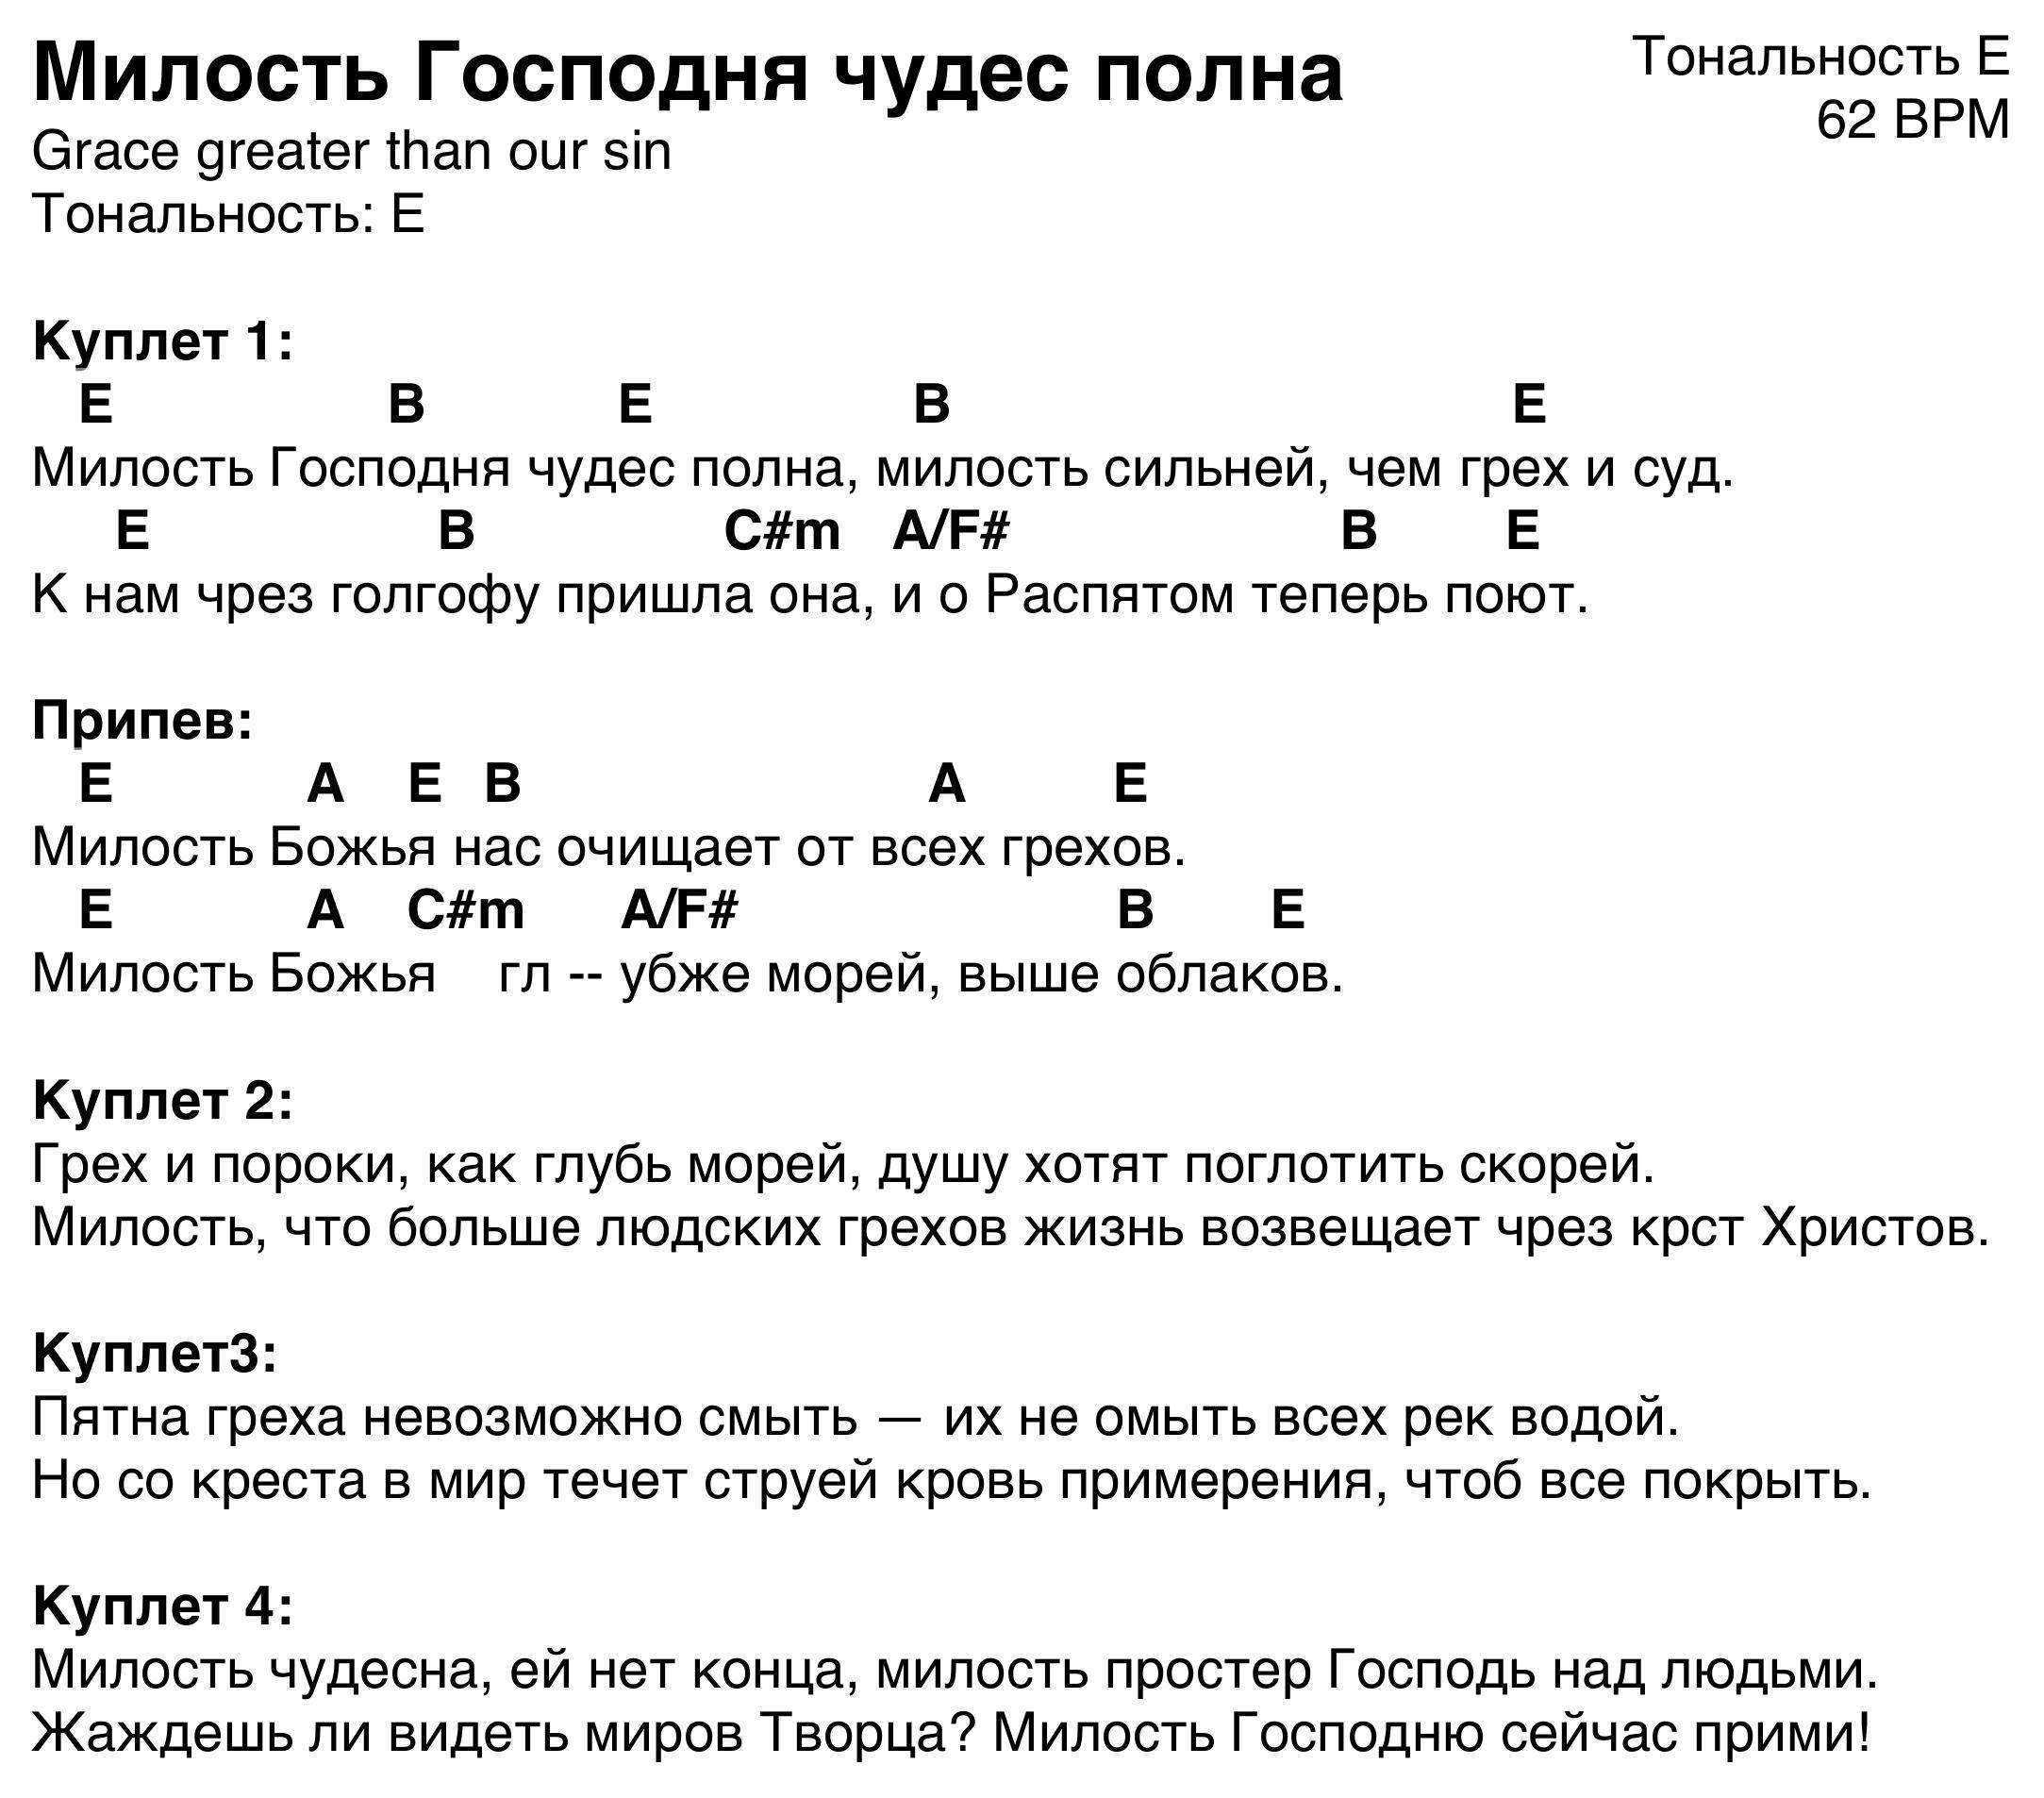 Милость Господня чудес полна
Тональность E
62 BPM
Grace greater than our sin
Тональность: E
Куплет 1:
E B E B E
Милость Господня чудес полна, милость сильней, чем грех и суд.
E B C#m A/F# B E
К нам чрез голгофу пришла она, и о Распятом теперь поют.
Припев:
E A E B A E
Милость Божья нас очищает от всех грехов.
E A C#m A/F# B E
Милость Божья гл -- убже морей, выше облаков.
Куплет 2:
Грех и пороки, как глубь морей, душу хотят поглотить скорей.
Милость, что больше людских грехов жизнь возвещает чрез крст Христов.
Куплет3:
Пятна греха невозможно смыть — их не омыть всех рек водой.
Но со креста в мир течет струей кровь примерения, чтоб все покрыть.
Куплет 4:
Милость чудесна, ей нет конца, милость простер Господь над людьми.
Жаждешь ли видеть миров Творца? Милость Господню сейчас прими!